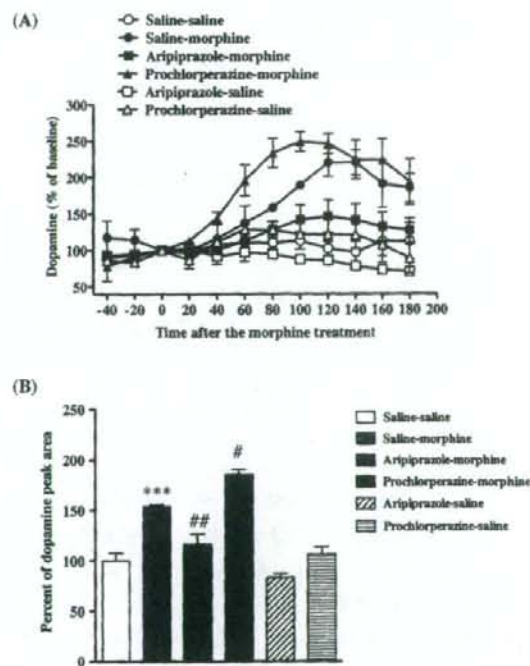 (A)
Saline-saline
Saline-morphine
Aripiprazole-morphine
Prochlorperazine-morphine
Aripiprazole-saline
Prochlorperazine-saline
Dopamine (% of baseline)
300
250
200
150
100
50
-40 -20 0 20 40 60 80 100 120 140 160 180 200
Time after the morphine treatment
(B)
Percent of dopamine peak area
250
200
150
100
50
0
***
##
#
Saline-saline
Saline-morphine
Aripiprazole-morphine
Prochlorperazine-morphine
Aripiprazole-saline
Prochlorperazine-saline